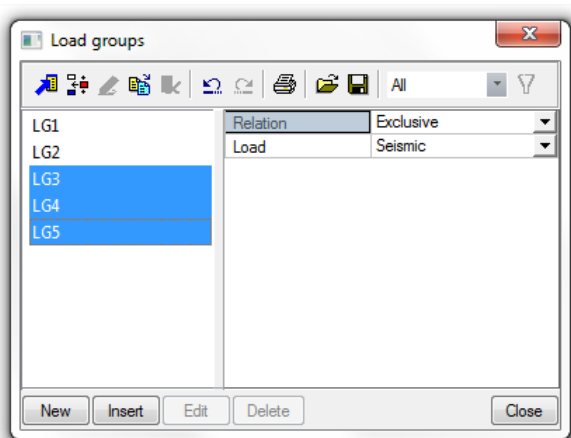 Load groups
All
LG1
LG2
LG3
LG4
LG5
Relation Exclusive
Load Seismic
New Insert Edit Delete Close